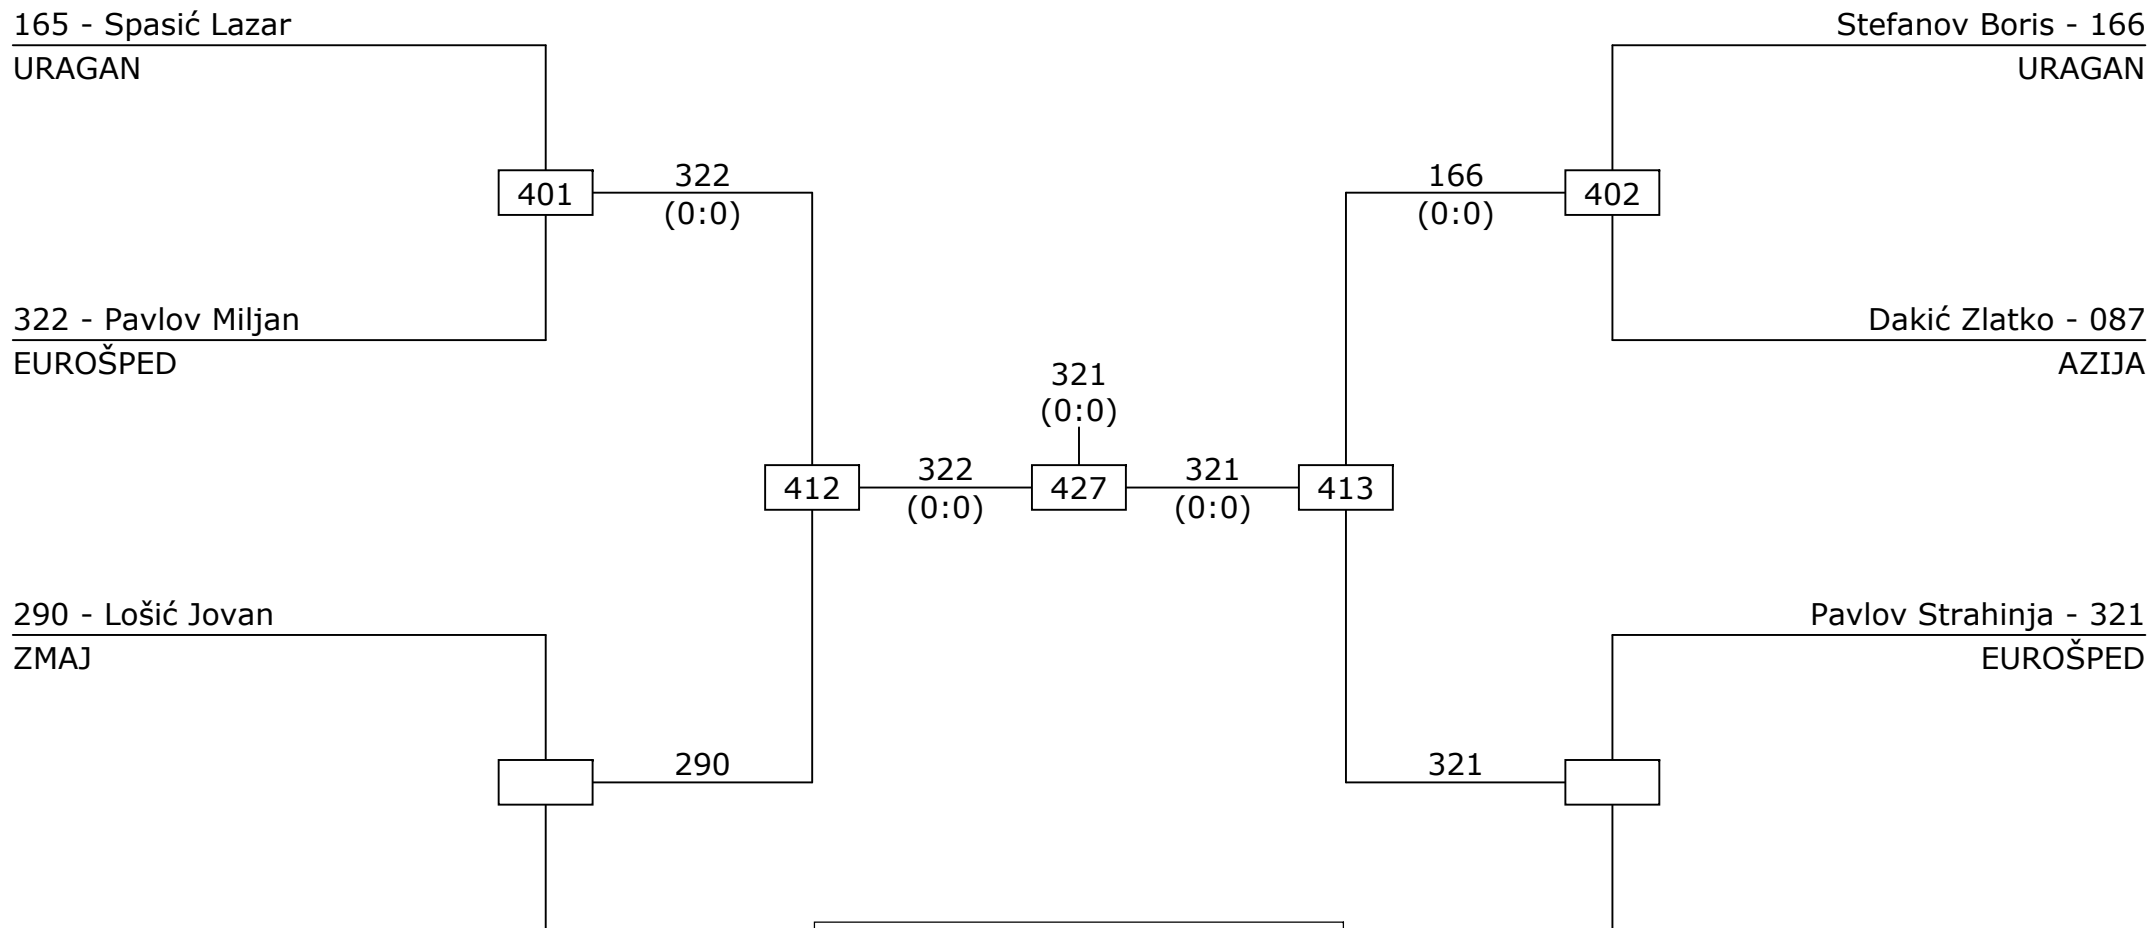 165 - Spasić Lazar
URAGAN
Stefanov Boris - 166
URAGAN
401
322
(0:0)
166
(0:0)
402
322 - Pavlov Miljan
EUROŠPED
Dakić Zlatko - 087
AZIJA
321
(0:0)
412
322
(0:0)
427
321
(0:0)
413
290 - Lošić Jovan
ZMAJ
Pavlov Strahinja - 321
EUROŠPED
290
321